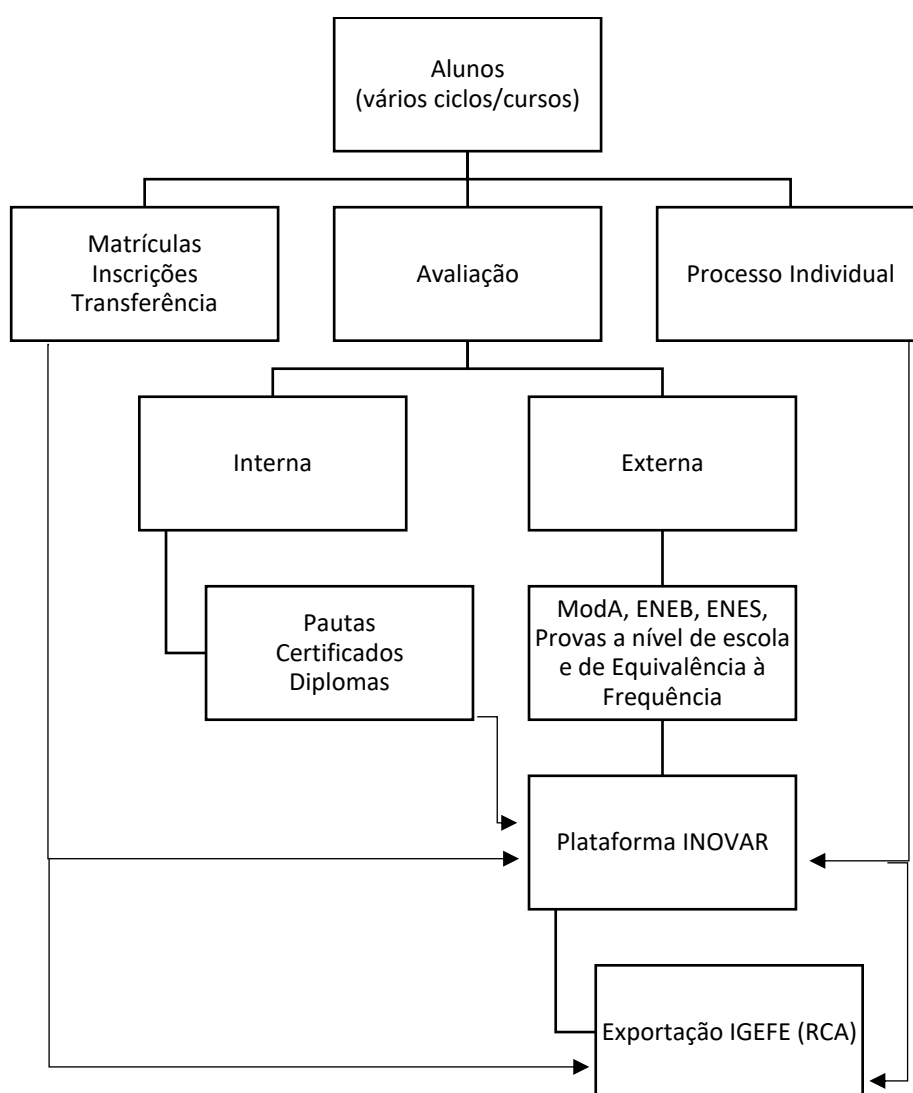 Alunos
(vários ciclos/cursos)
Matrículas
Inscrições
Transferência
Avaliação
Processo Individual
Interna
Externa
Pautas
Certificados
Diplomas
ModA, ENEB, ENES,
Provas a nível de escola
e de Equivalência à
Frequência
Plataforma INOVAR
Exportação IGEFE (RCA)